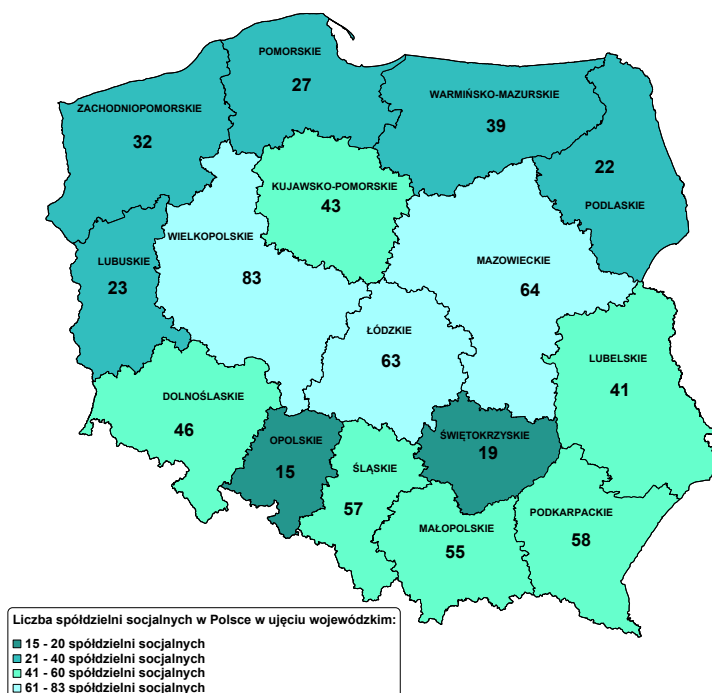 POMORSKIE
27
WARMIŃSKO-MAZURSKIE
39
ZACHODNIOPOMORSKIE
32
22
PODLASKIE
KUJAWSKO-POMORSKIE
43
WIELKOPOLSKIE
83
MAZOWIECKIE
64
LUBUSKIE
23
ŁÓDZKIE
63
LUBELSKIE
41
DOLNOŚLASKIE
46
OPOLSKIE
15
ŚWIĘTOKRZYSKIE
19
ŚLĄSKIE
57
MAŁOPOLSKIE
55
PODKARPACKIE
58
Liczba spółdzielni socjalnych w Polsce w ujęciu wojewódzkim:
15 - 20 spółdzielni socjalnych
21 - 40 spółdzielni socjalnych
41 - 60 spółdzielni socjalnych
61 - 83 spółdzielni socjalnych